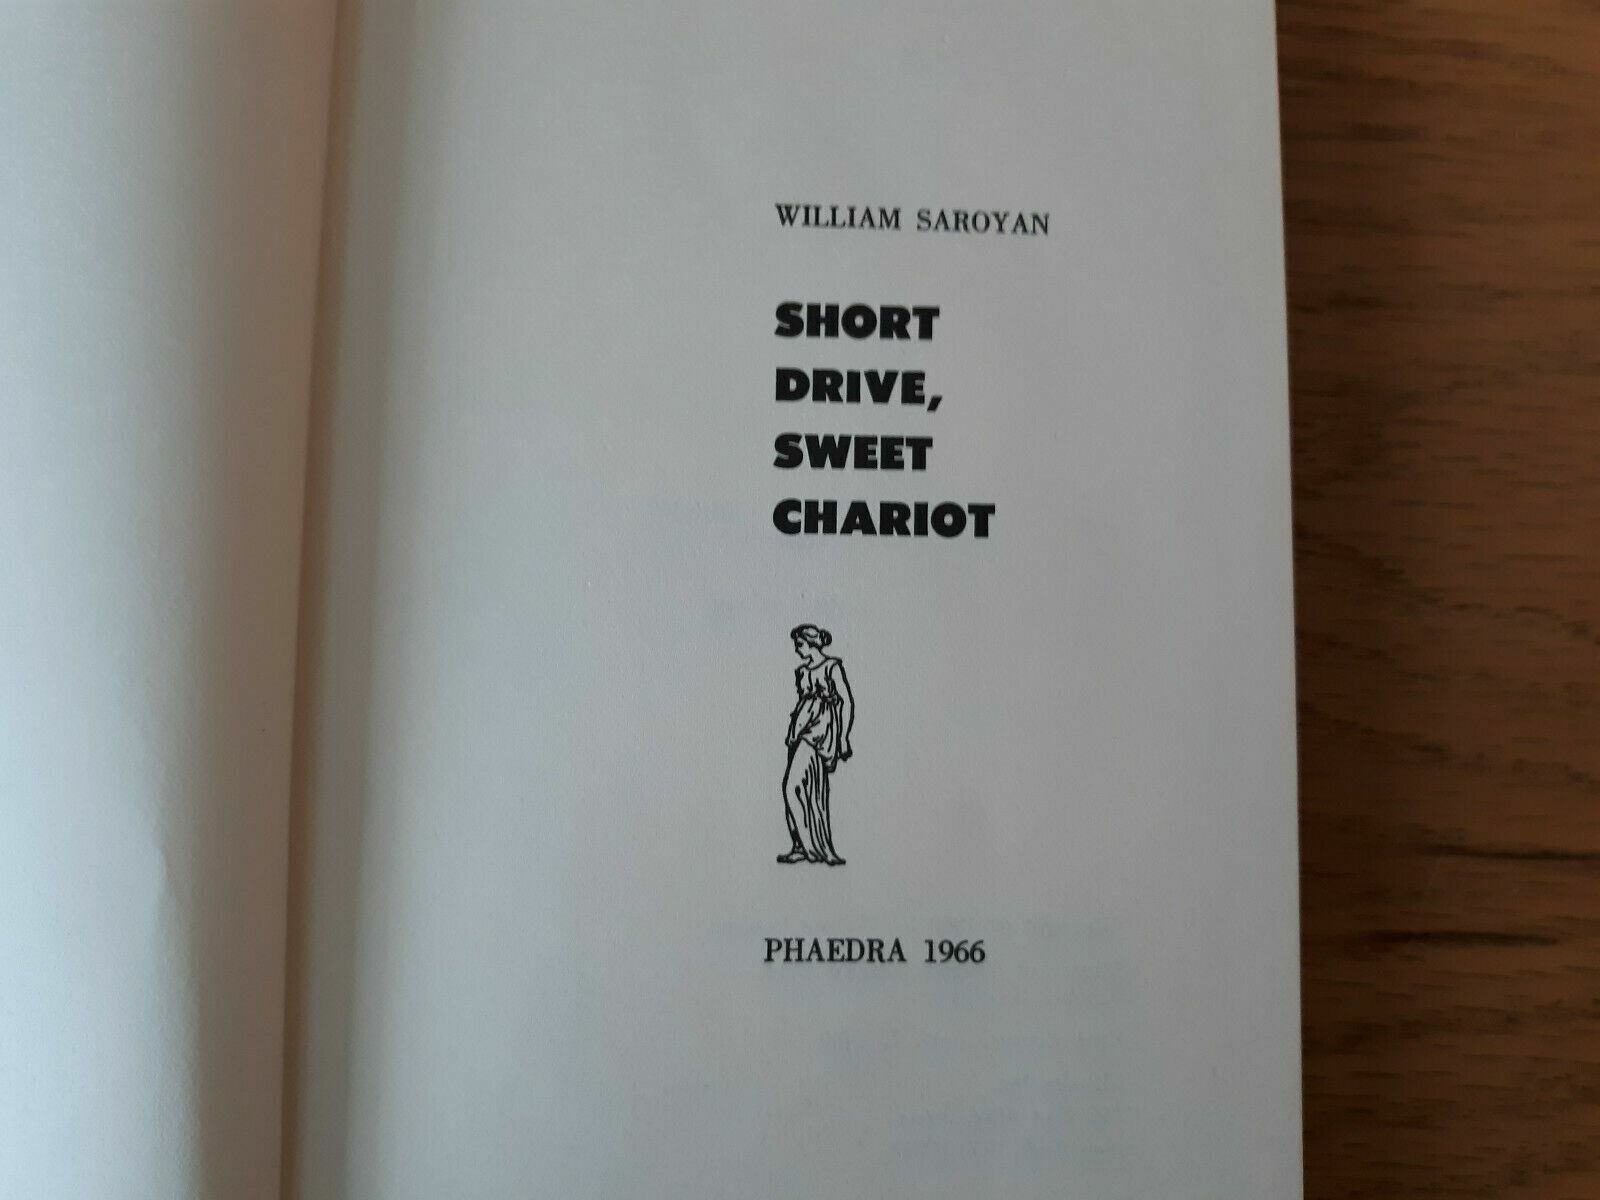 WILLIAM SAROYAN
SHORT
DRIVE,
SWEET
CHARIOT
PHAEDRA 1966